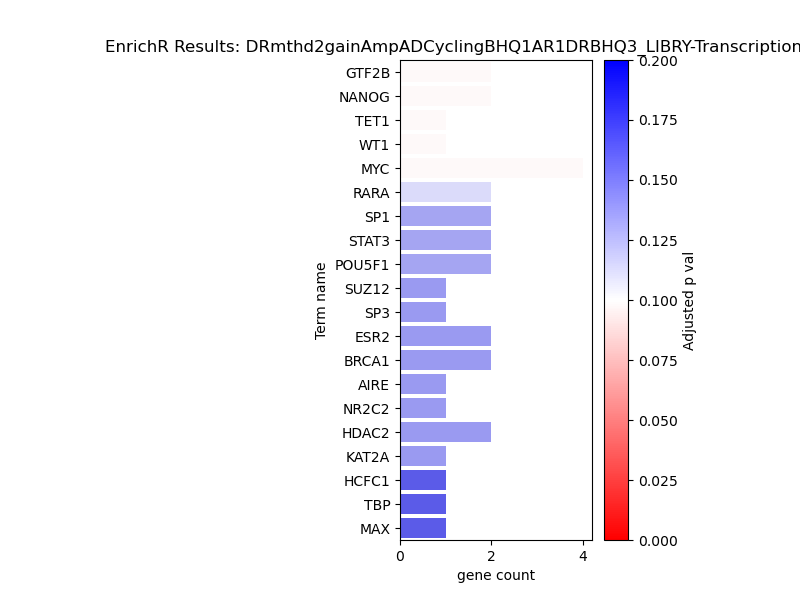 EnrichR Results: DRmthd2gainAmpADCyclingBHQ1AR1DRBHQ3_LIBRY-Transcription
GTF2B
NANOG
TET1
WT1
MYC
RARA
SP1
STAT3
POU5F1
SUZ12
SP3
ESR2
BRCA1
AIRE
NR2C2
HDAC2
KAT2A
HCFC1
TBP
MAX
Term name
0
2
4
gene count
0.200
0.175
0.150
0.125
0.100
0.075
0.050
0.025
0.000
Adjusted p val